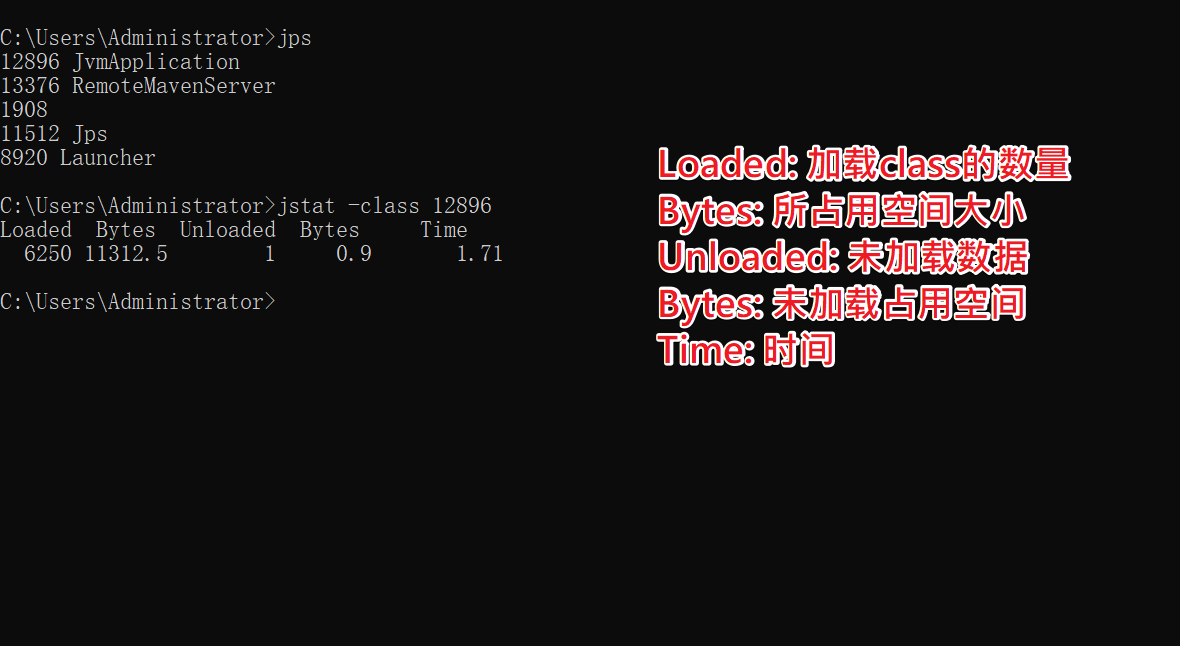 C:\Users\Administrator>jps
12896 JvmApplication
13376 RemoteMavenServer
1908
11512 Jps
8920 Launcher
C:\Users\Administrator>jstat -class 12896
Loaded  Bytes  Unloaded  Bytes     Time
  6250 11312.5        1     0.9       1.71
C:\Users\Administrator>
Loaded: 加载class的数量
Bytes: 所占用空间大小
Unloaded: 未加载数据
Bytes: 未加载占用空间
Time: 时间